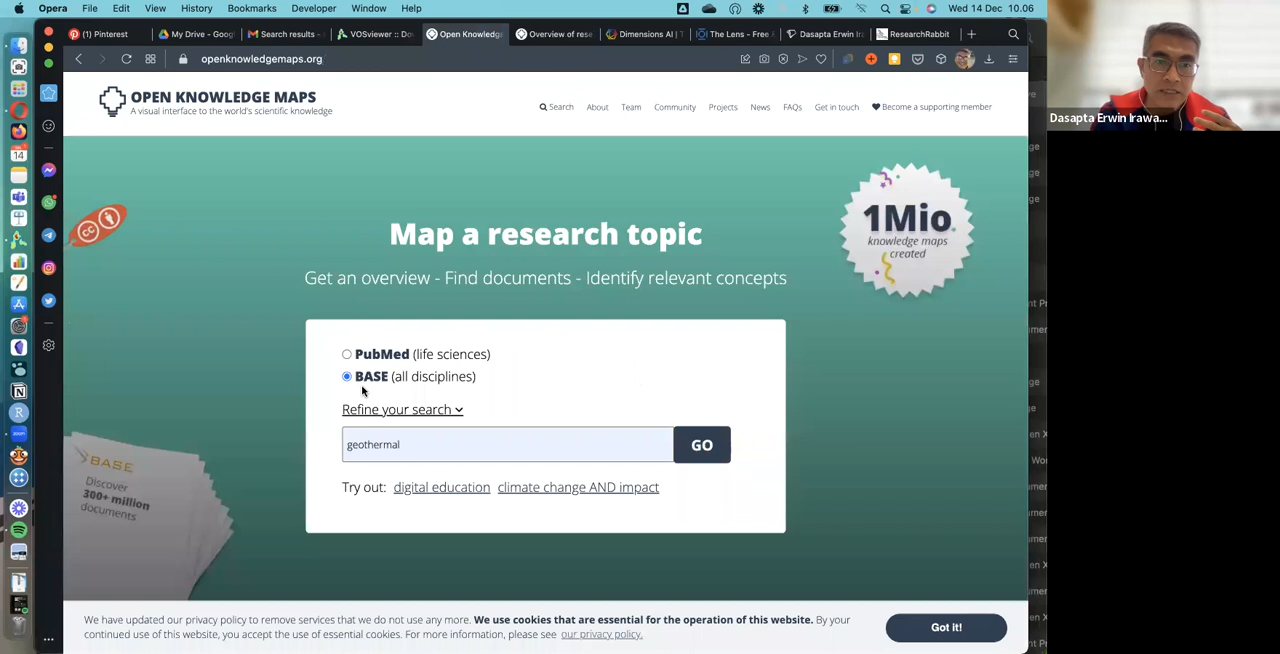 Opera File Edit View History Bookmarks Developer Window Help Wed 14 Dec 10.06
(1) Pinterest My Drive - Goog Search results - VOSviewer :: Do Open Knowledg Overview of rese Dimensions AI | T The Lens - Free A Dasapta Erwin Ira ResearchRabbit
openknowledgemaps.org
OPEN KNOWLEDGE MAPS
A visual interface to the world's scientific knowledge
Search About Team Community Projects News FAQs Get in touch Become a supporting member
Dasapta Erwin Irawa...
1Mio
knowledge maps
created
Map a research topic
Get an overview - Find documents - Identify relevant concepts
PubMed (life sciences)
BASE (all disciplines)
Refine your search
geothermal GO
Try out: digital education climate change AND impact
BASE
Discover
300+ million
documents
We have updated our privacy policy to remove services that we do not use any more. We use cookies that are essential for the operation of this website. By your
continued use of this website, you accept the use of essential cookies. For more information, please see our privacy policy.
Got it!